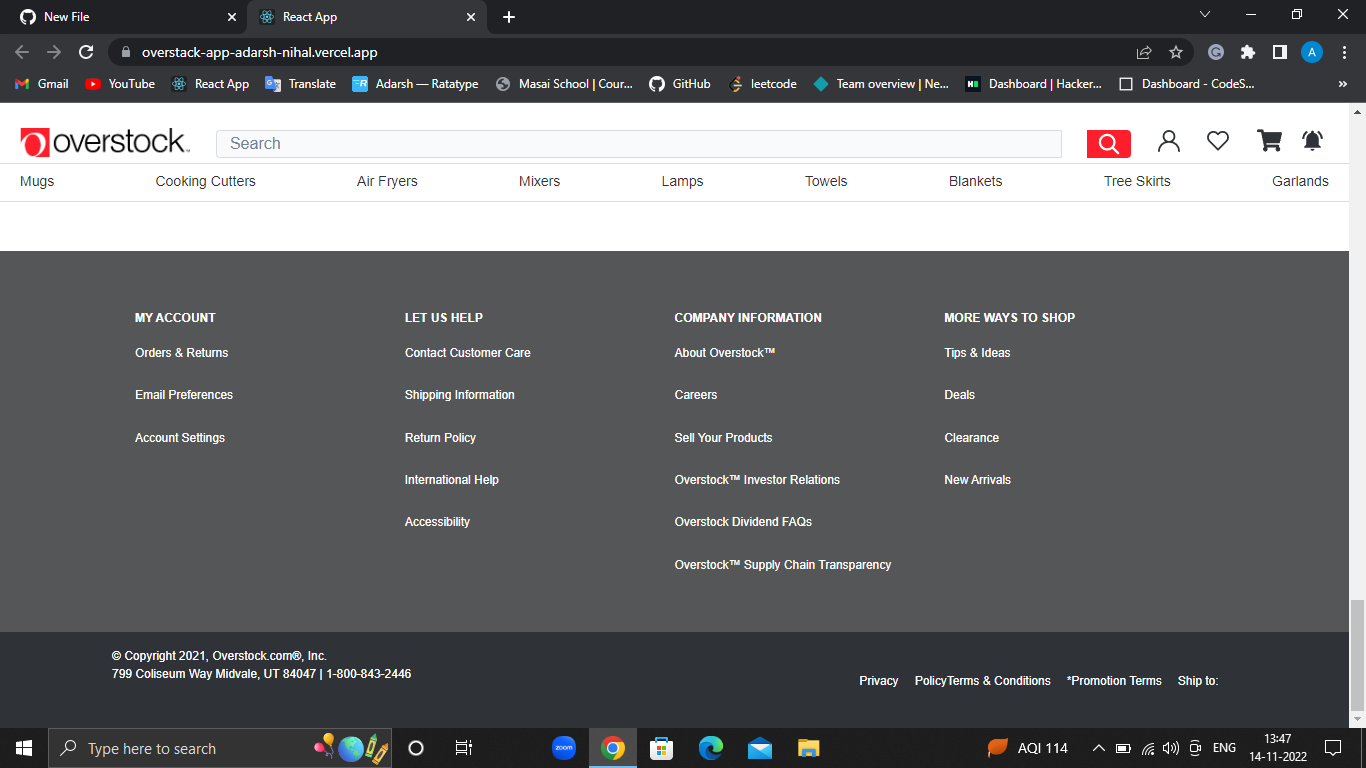 New File
React App
overstack-app-adarsh-nihal.vercel.app
A
Gmail YouTube React App Translate Adarsh — Ratatype Masai School | Cour... GitHub leetcode Team overview | Ne... Dashboard | Hacker... Dashboard - CodeS... »
overstock™
Search
Mugs Cooking Cutters Air Fryers Mixers Lamps Towels Blankets Tree Skirts Garlands
MY ACCOUNT
Orders & Returns
Email Preferences
Account Settings
LET US HELP
Contact Customer Care
Shipping Information
Return Policy
International Help
Accessibility
COMPANY INFORMATION
About Overstock™
Careers
Sell Your Products
Overstock™ Investor Relations
Overstock Dividend FAQs
Overstock™ Supply Chain Transparency
MORE WAYS TO SHOP
Tips & Ideas
Deals
Clearance
New Arrivals
© Copyright 2021, Overstock.com®, Inc.
799 Coliseum Way Midvale, UT 84047 | 1-800-843-2446
Privacy PolicyTerms & Conditions *Promotion Terms Ship to:
Type here to search
zoom
AQI 114
ENG
13:47
14-11-2022